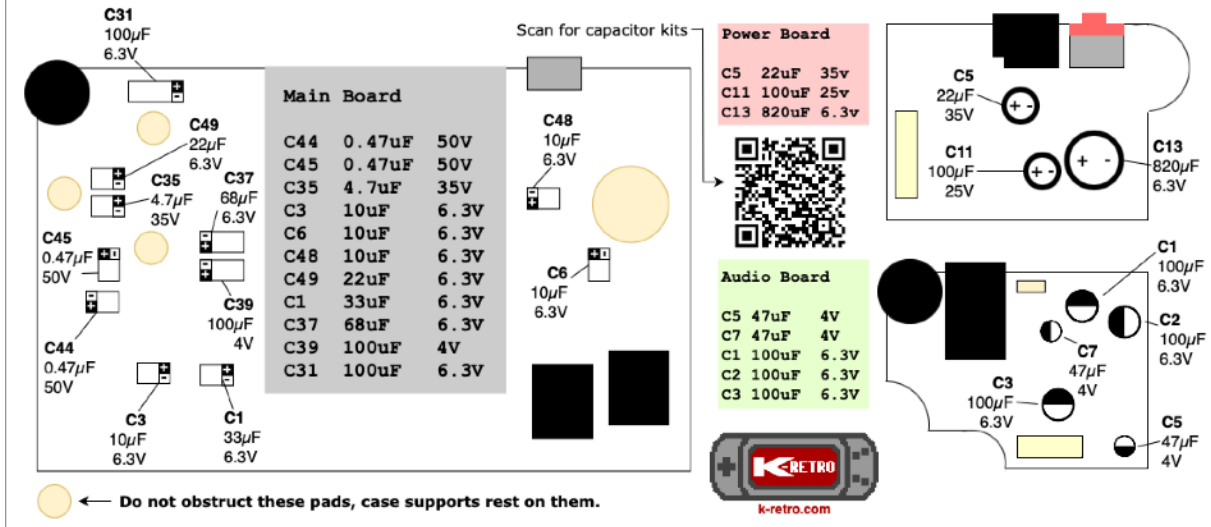 C31
100µF
6.3V
C49
22µF
6.3V
C35
4.7µF
35V
C37
68µF
6.3V
C45
0.47µF
50V
C44
0.47µF
50V
C39
100µF
4V
C3
10µF
6.3V
C1
33µF
6.3V
Main Board
C44 0.47uF 50V
C45 0.47uF 50V
C35 4.7uF 35V
C3 10uF 6.3V
C6 10uF 6.3V
C48 10uF 6.3V
C49 22uF 6.3V
C1 33uF 6.3V
C37 68uF 6.3V
C39 100uF 4V
C31 100uF 6.3V
C48
10µF
6.3V
C6
10µF
6.3V
Scan for capacitor kits
Power Board
C5 22uF 35v
C11 100uF 25v
C13 820uF 6.3v
Audio Board
C5 47uF 4V
C7 47uF 4V
C1 100uF 6.3V
C2 100uF 6.3V
C3 100uF 6.3V
K-RETRO
k-retro.com
C5
22µF
35V
C11
100µF
25V
C13
820µF
6.3V
C1
100µF
6.3V
C2
100µF
6.3V
C7
47µF
4V
C3
100µF
6.3V
C5
47µF
4V
Do not obstruct these pads, case supports rest on them.